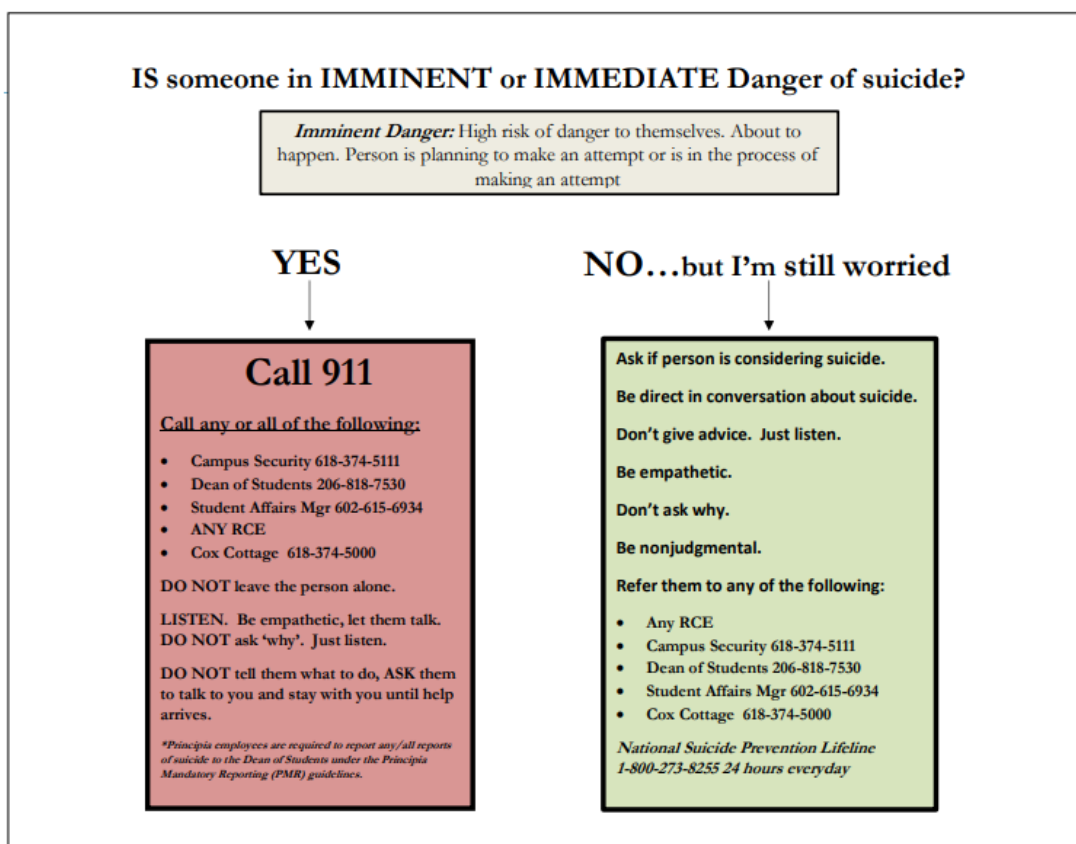 IS someone in IMMINENT or IMMEDIATE Danger of suicide?
Imminent Danger: High risk of danger to themselves. About to
happen. Person is planning to make an attempt or is in the process of
making an attempt
YES
Call 911
Call any or all of the following:
• Campus Security 618-374-5111
• Dean of Students 206-818-7530
• Student Affairs Mgr 602-615-6934
• ANY RCE
• Cox Cottage 618-374-5000
DO NOT leave the person alone.
LISTEN. Be empathetic, let them talk.
DO NOT ask ‘why’. Just listen.
DO NOT tell them what to do, ASK them
to talk to you and stay with you until help
arrives.
*Principia employees are required to report any/all reports
of suicide to the Dean of Students under the Principia
Mandatory Reporting (PMR) guidelines.
NO…but I’m still worried
Ask if person is considering suicide.
Be direct in conversation about suicide.
Don’t give advice. Just listen.
Be empathetic.
Don’t ask why.
Be nonjudgmental.
Refer them to any of the following:
• Any RCE
• Campus Security 618-374-5111
• Dean of Students 206-818-7530
• Student Affairs Mgr 602-615-6934
• Cox Cottage 618-374-5000
National Suicide Prevention Lifeline
1-800-273-8255 24 hours everyday